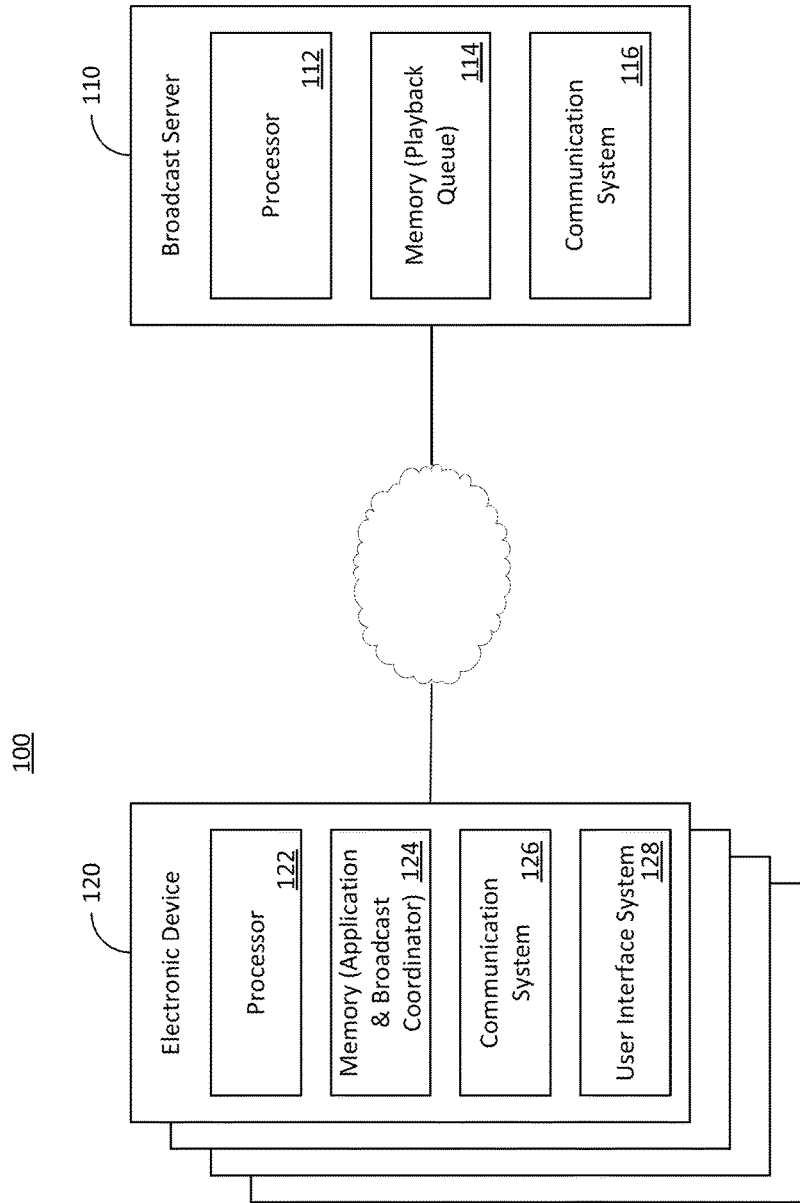 100
120
Electronic Device
Processor
122
Memory (Application
& Broadcast
Coordinator)
124
Communication
System
126
User Interface System
128
110
Broadcast Server
Processor
112
Memory (Playback
Queue)
114
Communication
System
116